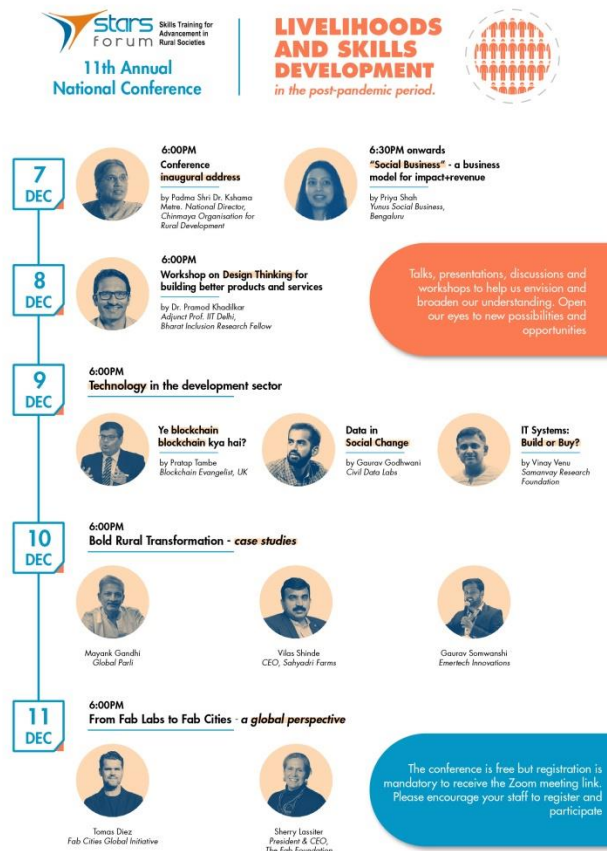 stars forum
Skills Training for
Advancement in
Rural Societies
11th Annual
National Conference
LIVELIHOODS
AND SKILLS
DEVELOPMENT
in the post-pandemic period.
7
DEC
6:00PM
Conference
inaugural address
by Padma Shri Dr. Kshama
Metre. National Director,
Chinmaya Organisation for
Rural Development
6:30PM onwards
"Social Business" - a business
model for impact+revenue
by Priya Shah
Yunus Social Business,
Bengaluru
8
DEC
6:00PM
Workshop on Design Thinking for
building better products and services
by Dr. Pramod Khadilkar
Adjunct Prof. IIT Delhi,
Bharat Inclusion Research Fellow
Talks, presentations, discussions and
workshops to help us envision and
broaden our understanding. Open
our eyes to new possibilities and
opportunities
9
DEC
6:00PM
Technology in the development sector
Ye blockchain
blockchain kya hai?
by Pratap Tambe
Blockchain Evangelist, UK
Data in
Social Change
by Gaurav Godhwani
Civil Data Labs
IT Systems:
Build or Buy?
by Vinay Venu
Samanvay Research
Foundation
10
DEC
6:00PM
Bold Rural Transformation - case studies
Mayank Gandhi
Global Parli
Vilas Shinde
CEO, Sahyadri Farms
Gaurav Somwanshi
Emertech Innovations
11
DEC
6:00PM
From Fab Labs to Fab Cities - a global perspective
Tomas Diez
Fab Cities Global Initiative
Sherry Lassiter
President & CEO,
The Fab Foundation
The conference is free but registration is
mandatory to receive the Zoom meeting link.
Please encourage your staff to register and
participate